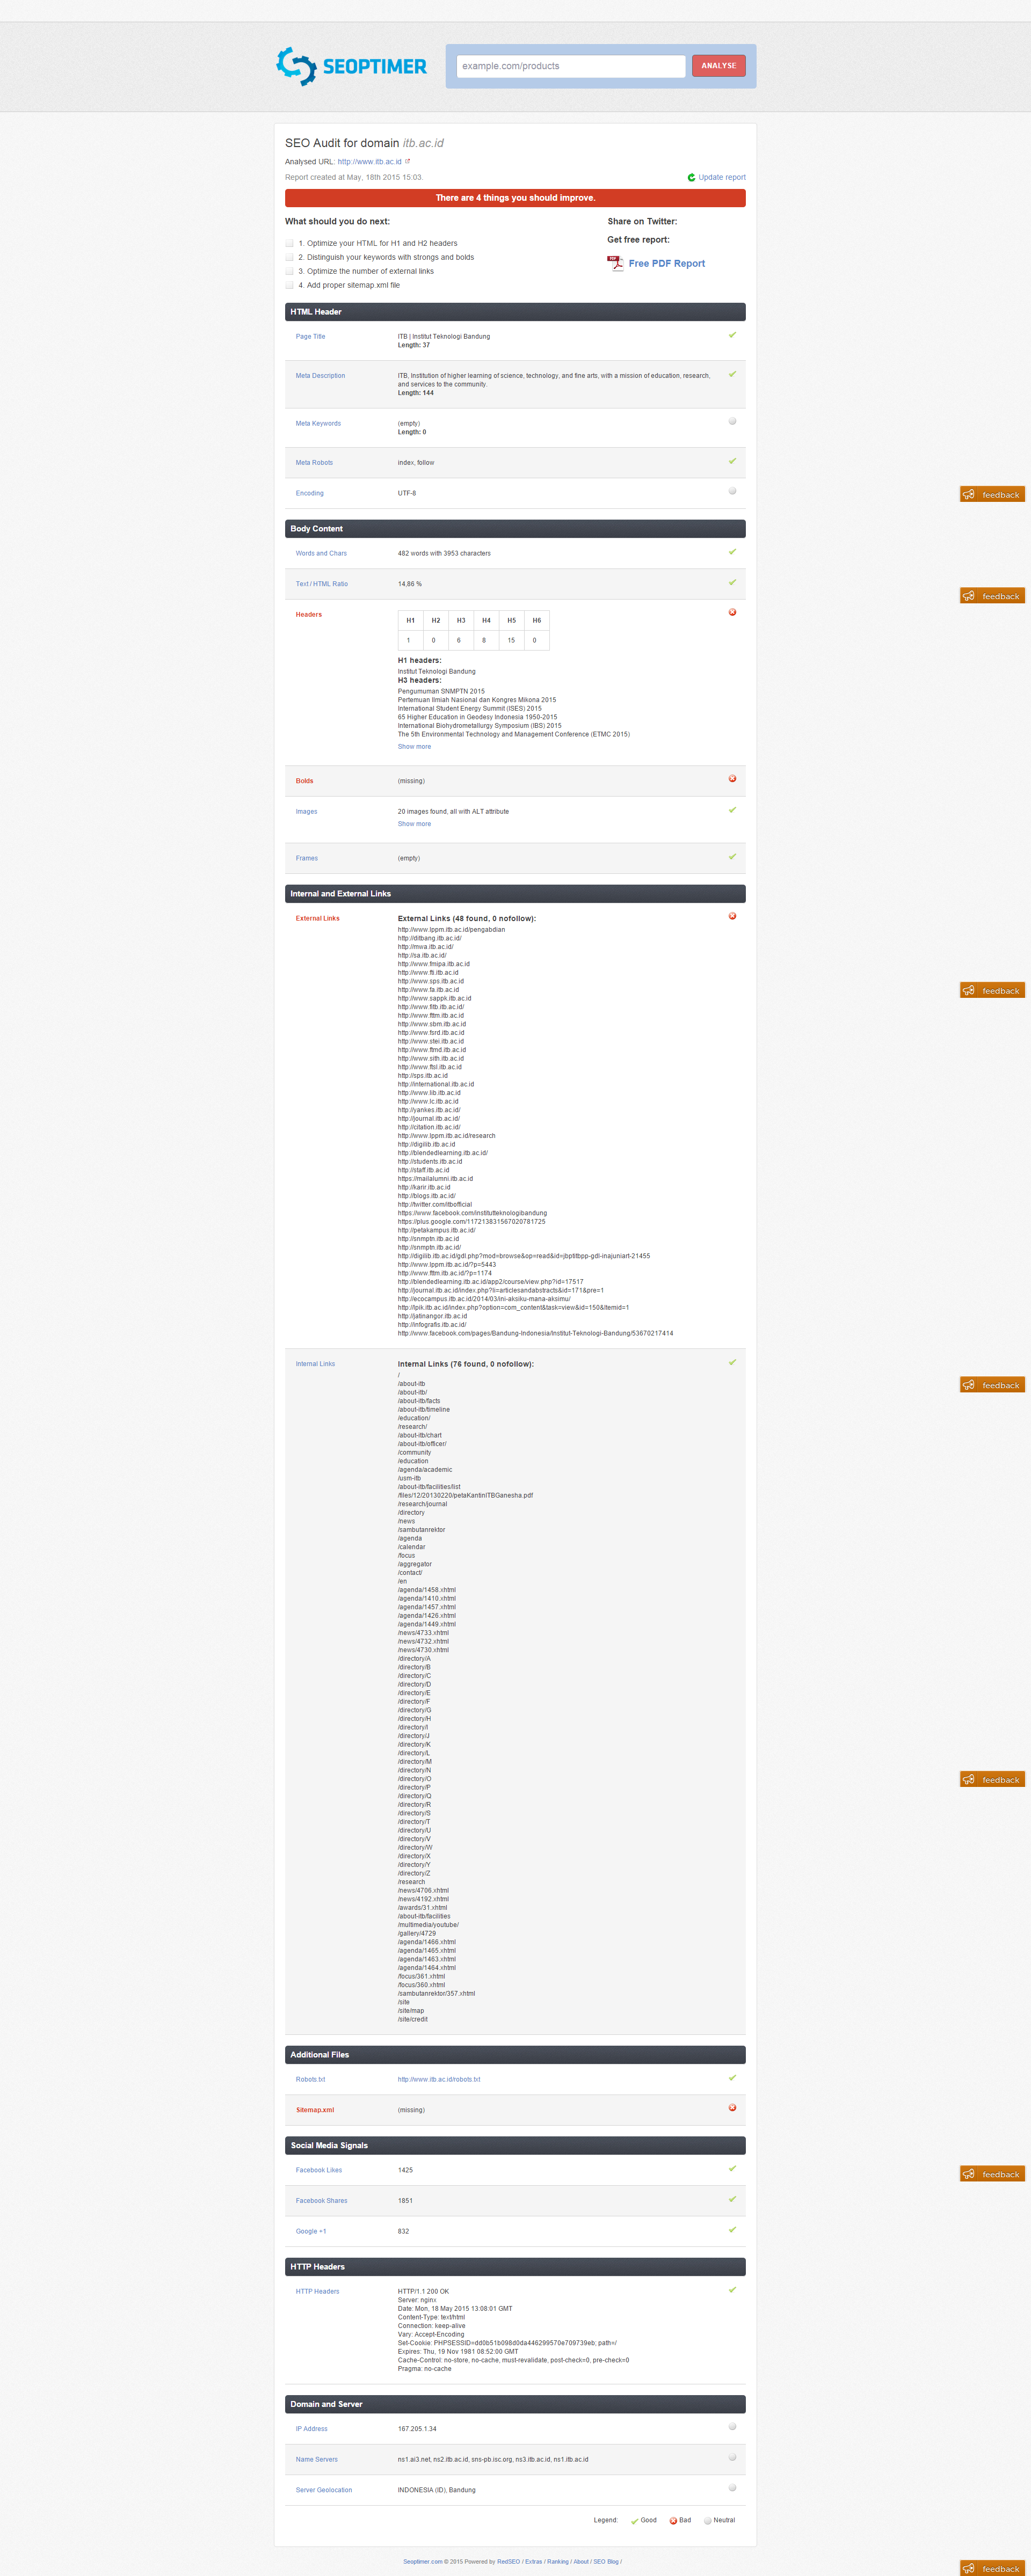 SEOPTIMER
example.com/products
ANALYSE
SEO Audit for domain itb.ac.id
Analysed URL: http://www.itb.ac.id
Report created at May, 18th 2015 15:03.
Update report
There are 4 things you should improve.
What should you do next:
1. Optimize your HTML for H1 and H2 headers
2. Distinguish your keywords with strongs and bolds
3. Optimize the number of external links
4. Add proper sitemap.xml file
Share on Twitter:
Get free report:
Free PDF Report
HTML Header
Page Title
ITB | Institut Teknologi Bandung
Length: 37
Meta Description
ITB, Institution of higher learning of science, technology, and fine arts, with a mission of education, research,
and services to the community.
Length: 144
Meta Keywords
(empty)
Length: 0
Meta Robots
index, follow
Encoding
UTF-8
Body Content
Words and Chars
482 words with 3953 characters
Text / HTML Ratio
14,86 %
Headers
H1 H2 H3 H4 H5 H6
1 0 6 8 15 0
H1 headers:
Institut Teknologi Bandung
H3 headers:
Pengumuman SNMPTN 2015
Pertemuan Ilmiah Nasional dan Kongres Mikona 2015
International Student Energy Summit (ISES) 2015
65 Higher Education in Geodesy Indonesia 1950-2015
International Biohydrometallurgy Symposium (IBS) 2015
The 5th Environmental Technology and Management Conference (ETMC 2015)
Show more
Bolds
(missing)
Images
20 images found, all with ALT attribute
Show more
Frames
(empty)
Internal and External Links
External Links
External Links (48 found, 0 nofollow):
http://www.lppm.itb.ac.id/pengabdian
http://ditbang.itb.ac.id/
http://mwa.itb.ac.id/
http://sa.itb.ac.id/
http://www.fmipa.itb.ac.id
http://www.fti.itb.ac.id
http://www.sps.itb.ac.id
http://www.fa.itb.ac.id
http://www.sappk.itb.ac.id
http://www.fitb.itb.ac.id/
http://www.fttm.itb.ac.id
http://www.sbm.itb.ac.id
http://www.fsrd.itb.ac.id
http://www.stei.itb.ac.id
http://www.ftmd.itb.ac.id
http://www.sith.itb.ac.id
http://www.ftsl.itb.ac.id
http://sps.itb.ac.id
http://international.itb.ac.id
http://www.lib.itb.ac.id
http://www.lc.itb.ac.id
http://yankes.itb.ac.id/
http://journal.itb.ac.id/
http://citation.itb.ac.id/
http://www.lppm.itb.ac.id/research
http://digilib.itb.ac.id
http://blendedlearning.itb.ac.id/
http://students.itb.ac.id
http://staff.itb.ac.id
https://mailalumni.itb.ac.id
http://karir.itb.ac.id
http://blogs.itb.ac.id/
http://twitter.com/itbofficial
https://www.facebook.com/institutteknologibandung
https://plus.google.com/117213831567020781725
http://petakampus.itb.ac.id/
http://snmptn.itb.ac.id
http://snmptn.itb.ac.id/
http://digilib.itb.ac.id/gdl.php?mod=browse&op=read&id=jbptitbpp-gdl-inajuniart-21455
http://www.lppm.itb.ac.id/?p=5443
http://www.fttm.itb.ac.id/?p=1174
http://blendedlearning.itb.ac.id/app2/course/view.php?id=17517
http://journal.itb.ac.id/index.php?li=articlesandabstracts&id=171&pre=1
http://ecocampus.itb.ac.id/2014/03/ini-aksiku-mana-aksimu/
http://lpik.itb.ac.id/index.php?option=com_content&task=view&id=150&Itemid=1
http://jatinangor.itb.ac.id
http://infografis.itb.ac.id/
http://www.facebook.com/pages/Bandung-Indonesia/Institut-Teknologi-Bandung/53670217414
Internal Links
Internal Links (76 found, 0 nofollow):
/
/about-itb
/about-itb/
/about-itb/facts
/about-itb/timeline
/education/
/research/
/about-itb/chart
/about-itb/officer/
/community
/education
/agenda/academic
/usm-itb
/about-itb/facilities/list
/files/12/20130220/petaKantinITBGanesha.pdf
/research/journal
/directory
/news
/sambutanrektor
/agenda
/calendar
/focus
/aggregator
/contact/
/en
/agenda/1458.xhtml
/agenda/1410.xhtml
/agenda/1457.xhtml
/agenda/1426.xhtml
/agenda/1449.xhtml
/news/4733.xhtml
/news/4732.xhtml
/news/4730.xhtml
/directory/A
/directory/B
/directory/C
/directory/D
/directory/E
/directory/F
/directory/G
/directory/H
/directory/I
/directory/J
/directory/K
/directory/L
/directory/M
/directory/N
/directory/O
/directory/P
/directory/Q
/directory/R
/directory/S
/directory/T
/directory/U
/directory/V
/directory/W
/directory/X
/directory/Y
/directory/Z
/research
/news/4706.xhtml
/news/4192.xhtml
/awards/31.xhtml
/about-itb/facilities
/multimedia/youtube/
/gallery/4729
/agenda/1466.xhtml
/agenda/1465.xhtml
/agenda/1463.xhtml
/agenda/1464.xhtml
/focus/361.xhtml
/focus/360.xhtml
/sambutanrektor/357.xhtml
/site
/site/map
/site/credit
Additional Files
Robots.txt
http://www.itb.ac.id/robots.txt
Sitemap.xml
(missing)
Social Media Signals
Facebook Likes
1425
Facebook Shares
1851
Google +1
832
HTTP Headers
HTTP Headers
HTTP/1.1 200 OK
Server: nginx
Date: Mon, 18 May 2015 13:08:01 GMT
Content-Type: text/html
Connection: keep-alive
Vary: Accept-Encoding
Set-Cookie: PHPSESSID=dd0b51b098d0da446299570e709739eb; path=/
Expires: Thu, 19 Nov 1981 08:52:00 GMT
Cache-Control: no-store, no-cache, must-revalidate, post-check=0, pre-check=0
Pragma: no-cache
Domain and Server
IP Address
167.205.1.34
Name Servers
ns1.ai3.net, ns2.itb.ac.id, sns-pb.isc.org, ns3.itb.ac.id, ns1.itb.ac.id
Server Geolocation
INDONESIA (ID), Bandung
Legend: Good Bad Neutral
Seoptimer.com © 2015 Powered by RedSEO / Extras / Ranking / About / SEO Blog /
feedback
feedback
feedback
feedback
feedback
feedback
feedback